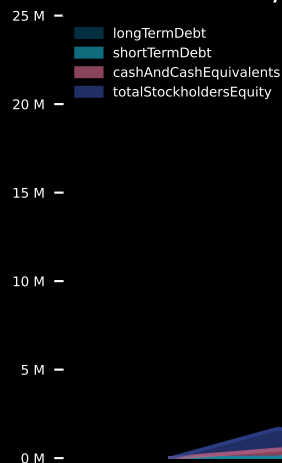 25 M
longTermDebt
shortTermDebt
cashAndCashEquivalents
totalStockholdersEquity
20 M
15 M
10 M
5 M
0 M